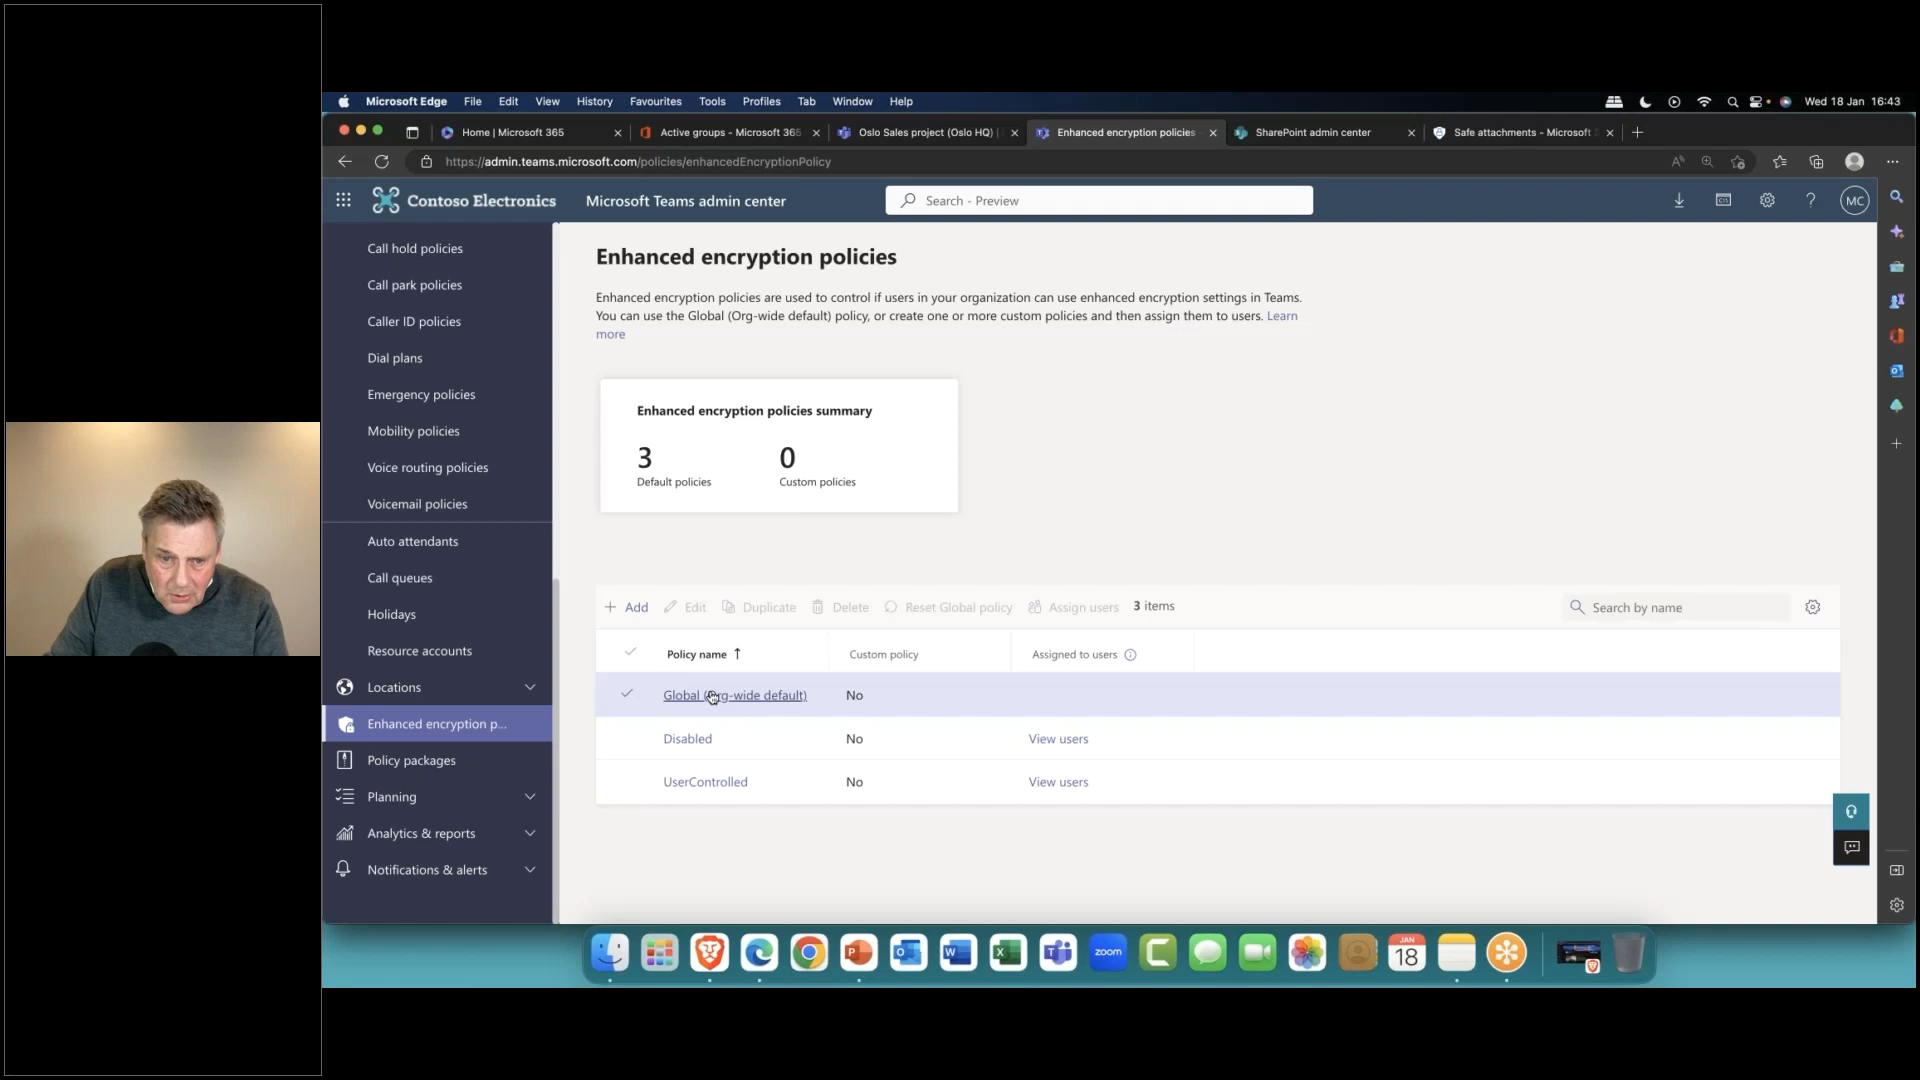 Microsoft Edge File Edit View History Favourites Tools Profiles Tab Window Help Wed 18 Jan 16:43
Home | Microsoft 365 Active groups - Microsoft 365 Oslo Sales project (Oslo HQ) | Enhanced encryption policies SharePoint admin center Safe attachments - Microsoft
https://admin.teams.microsoft.com/policies/enhancedEncryptionPolicy
Contoso Electronics Microsoft Teams admin center Search - Preview MC
Call hold policies
Call park policies
Caller ID policies
Dial plans
Emergency policies
Mobility policies
Voice routing policies
Voicemail policies
Auto attendants
Call queues
Holidays
Resource accounts
Locations
Enhanced encryption p...
Policy packages
Planning
Analytics & reports
Notifications & alerts
Enhanced encryption policies
Enhanced encryption policies are used to control if users in your organization can use enhanced encryption settings in Teams.
You can use the Global (Org-wide default) policy, or create one or more custom policies and then assign them to users. Learn
more
Enhanced encryption policies summary
3 0
Default policies Custom policies
Add Edit Duplicate Delete Reset Global policy Assign users 3 items Search by name
Policy name ↑ Custom policy Assigned to users
Global (Org-wide default) No
Disabled No View users
UserControlled No View users
zoom JAN
18